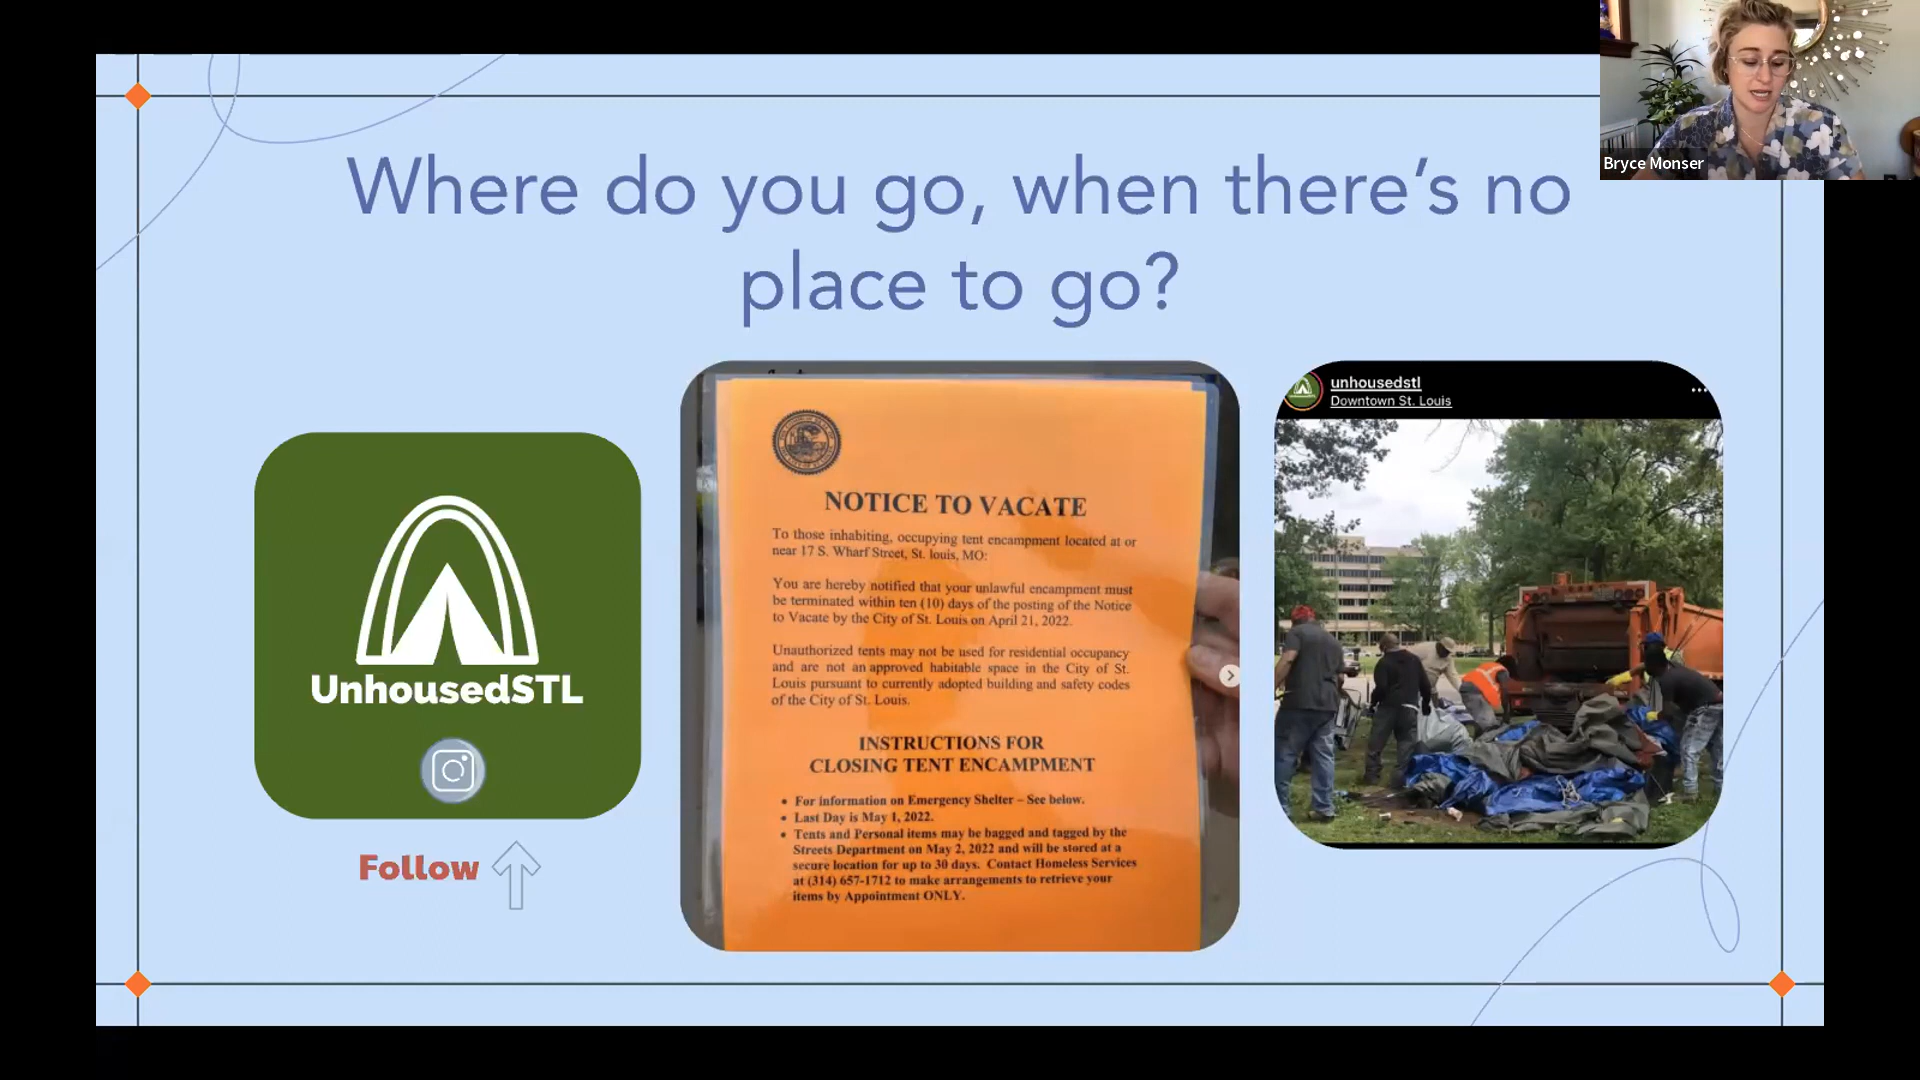 Where do you go, when there's no
place to go?
Bryce Monser
UnhousedSTL
Follow
NOTICE TO VACATE
To those inhabiting, occupying tent encampment located at or
near 17 S. Wharf Street, St. louis, MO:
You are hereby notified that your unlawful encampment must
be terminated within ten (10) days of the posting of the Notice
to Vacate by the City of St. Louis on April 21, 2022.
Unauthorized tents may not be used for residential occupancy
and are not an approved habitable space in the City of St.
Louis pursuant to currently adopted building and safety codes
of the City of St. Louis.
INSTRUCTIONS FOR
CLOSING TENT ENCAMPMENT
• For information on Emergency Shelter – See below.
• Last Day is May 1, 2022.
• Tents and Personal items may be bagged and tagged by the
Streets Department on May 2, 2022 and will be stored at a
secure location for up to 30 days. Contact Homeless Services
at (314) 657-1712 to make arrangements to retrieve your
items by Appointment ONLY.
unhousedstl
Downtown St. Louis